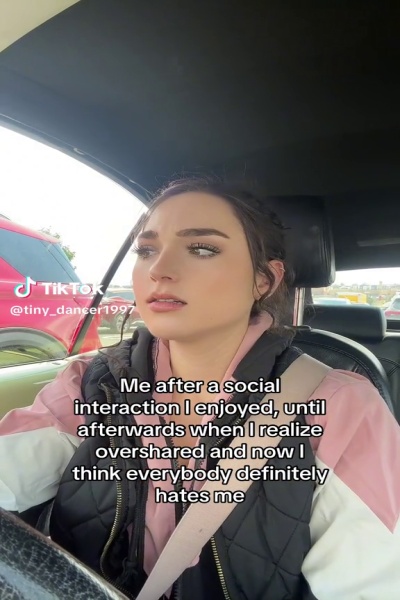 TikTok
@tiny_dancer1997
Me after a social
interaction I enjoyed, until
afterwards when I realize
overshared and now I
think everybody definitely
hates me